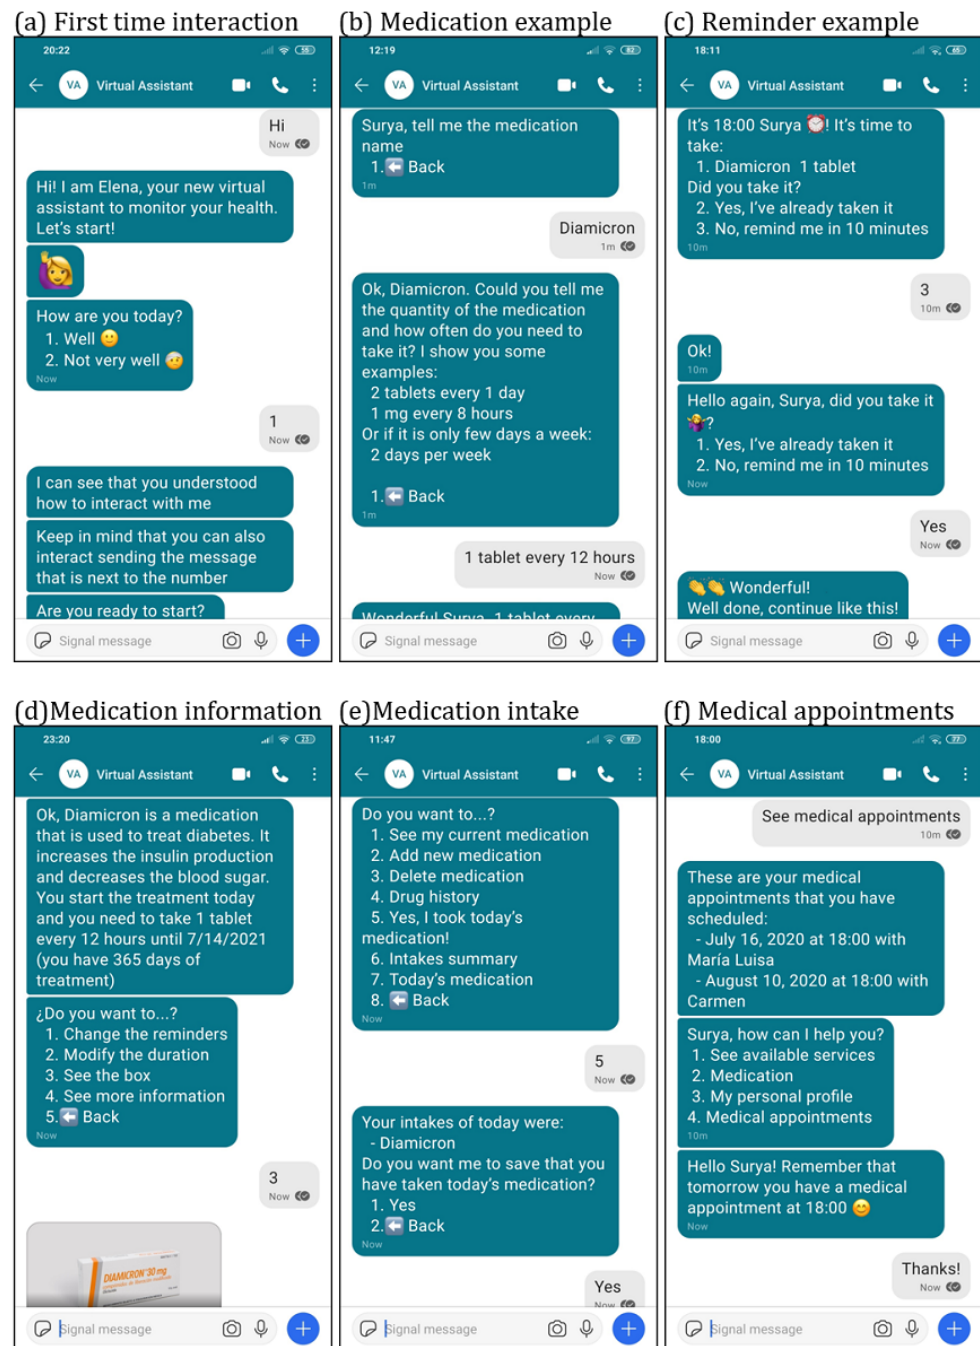 (a) First time interaction
20:22
55
VA Virtual Assistant
Hi
Now
Hi! I am Elena, your new virtual
assistant to monitor your health.
Let's start!
How are you today?
1. Well
2. Not very well
Now
1
Now
I can see that you understood
how to interact with me
Keep in mind that you can also
interact sending the message
that is next to the number
Are you ready to start?
Signal message
(b) Medication example
12:19
82
VA Virtual Assistant
Surya, tell me the medication
name
1. Back
1m
Diamicron
1m
Ok, Diamicron. Could you tell me
the quantity of the medication
and how often do you need to
take it? I show you some
examples:
2 tablets every 1 day
1 mg every 8 hours
Or if it is only few days a week:
2 days per week
1. Back
1m
1 tablet every 12 hours
Now
Wonderful Surya, 1 tablet every
Signal message
(c) Reminder example
18:11
65
VA Virtual Assistant
It's 18:00 Surya ! It's time to
take:
1. Diamicron 1 tablet
Did you take it?
2. Yes, I've already taken it
3. No, remind me in 10 minutes
10m
3
10m
Ok!
10m
Hello again, Surya, did you take it
?
1. Yes, I've already taken it
2. No, remind me in 10 minutes
Now
Yes
Now
Wonderful!
Well done, continue like this!
Signal message
(d)Medication information
23:20
23
VA Virtual Assistant
Ok, Diamicron is a medication
that is used to treat diabetes. It
increases the insulin production
and decreases the blood sugar.
You start the treatment today
and you need to take 1 tablet
every 12 hours until 7/14/2021
(you have 365 days of
treatment)
¿Do you want to...?
1. Change the reminders
2. Modify the duration
3. See the box
4. See more information
5. Back
Now
3
Now
DIAMICRON 30 mg
Signal message
(e)Medication intake
11:47
97
VA Virtual Assistant
Do you want to...?
1. See my current medication
2. Add new medication
3. Delete medication
4. Drug history
5. Yes, I took today's
medication!
6. Intakes summary
7. Today's medication
8. Back
Now
5
Now
Your intakes of today were:
- Diamicron
Do you want me to save that you
have taken today's medication?
1. Yes
2. Back
Now
Yes
Now
Signal message
(f) Medical appointments
18:00
77
VA Virtual Assistant
See medical appointments
10m
These are your medical
appointments that you have
scheduled:
- July 16, 2020 at 18:00 with
María Luisa
- August 10, 2020 at 18:00 with
Carmen
Surya, how can I help you?
1. See available services
2. Medication
3. My personal profile
4. Medical appointments
10m
Hello Surya! Remember that
tomorrow you have a medical
appointment at 18:00
Now
Thanks!
Now
Signal message